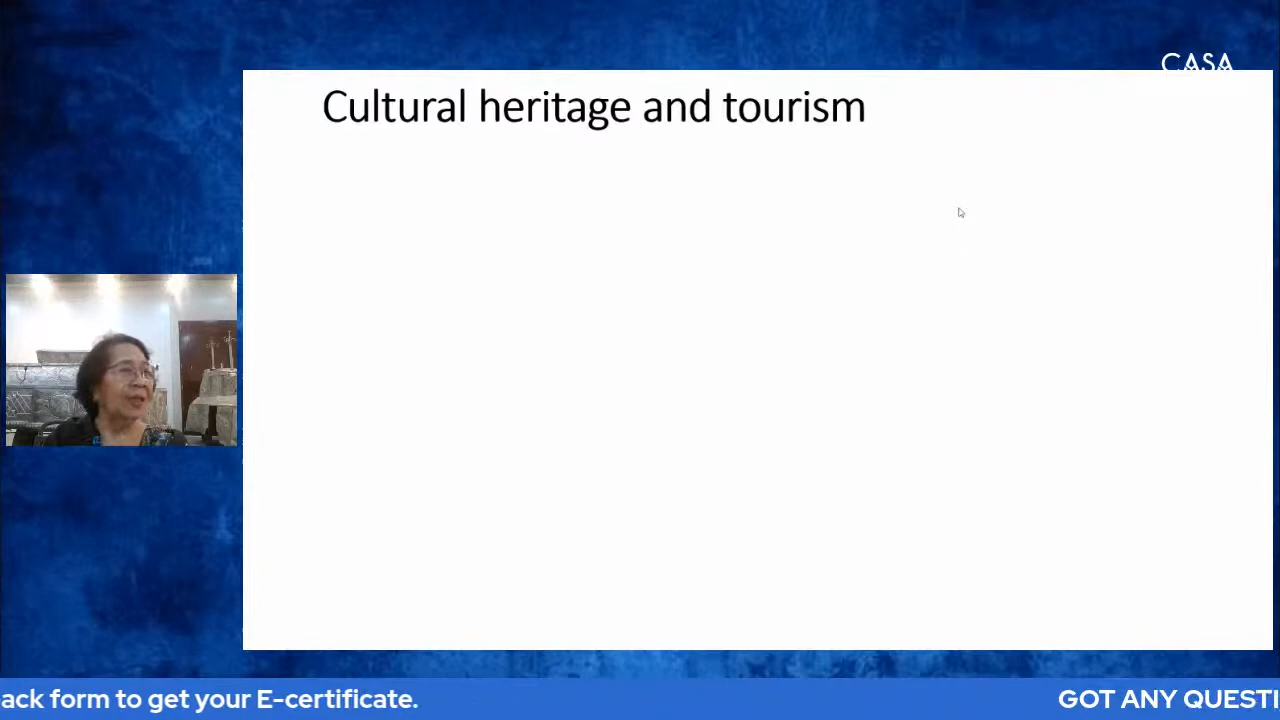 CASA
Cultural heritage and tourism
ack form to get your E-certificate.
GOT ANY QUESTI